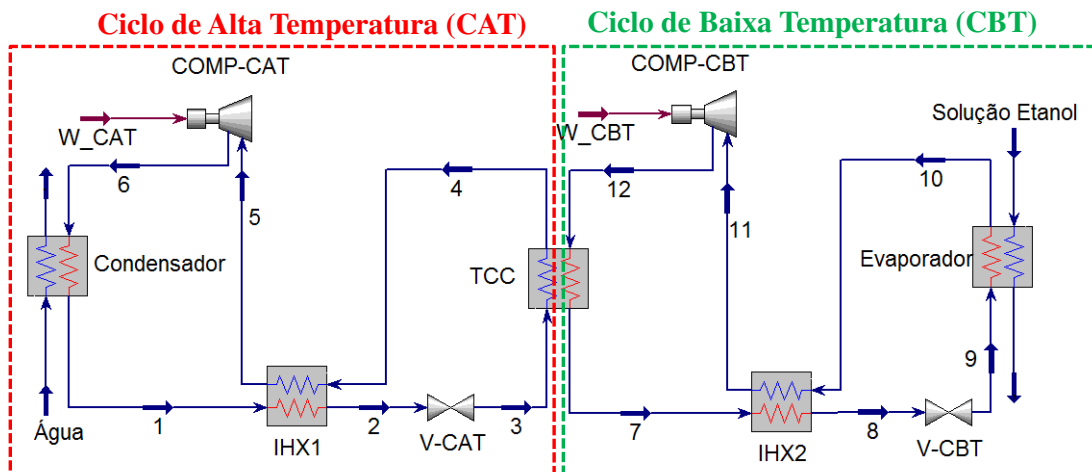 Ciclo de Alta Temperatura (CAT)
Ciclo de Baixa Temperatura (CBT)
COMP-CAT
W_CAT
6
5
4
Condensador
Água
1
IHX1
2
V-CAT
3
TCC
COMP-CBT
W_CBT
12
11
10
Solução Etanol
Evaporador
9
7
IHX2
8
V-CBT